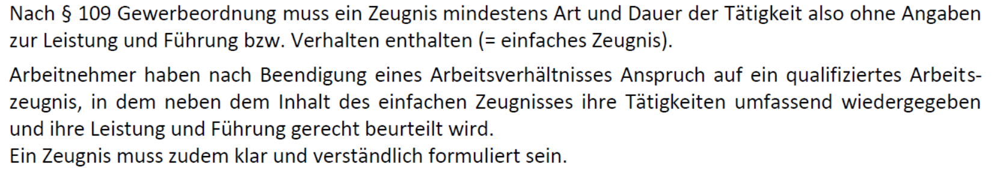 Nach § 109 Gewerbeordnung muss ein Zeugnis mindestens Art und Dauer der Tätigkeit also ohne Angaben
zur Leistung und Führung bzw. Verhalten enthalten (= einfaches Zeugnis).
Arbeitnehmer haben nach Beendigung eines Arbeitsverhältnisses Anspruch auf ein qualifiziertes Arbeits-
zeugnis, in dem neben dem Inhalt des einfachen Zeugnisses ihre Tätigkeiten umfassend wiedergegeben
und ihre Leistung und Führung gerecht beurteilt wird.
Ein Zeugnis muss zudem klar und verständlich formuliert sein.